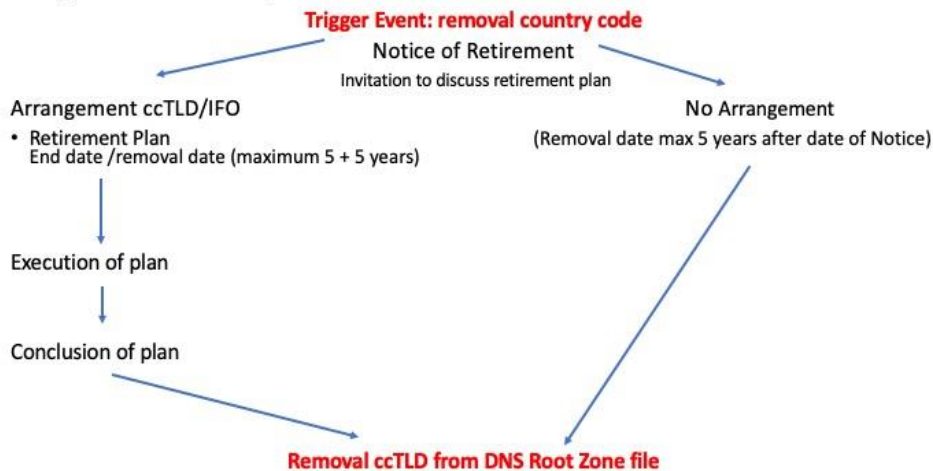 Trigger Event: removal country code
Notice of Retirement
Invitation to discuss retirement plan
Arrangement ccTLD/IFO
• Retirement Plan
End date /removal date (maximum 5 + 5 years)
No Arrangement
(Removal date max 5 years after date of Notice)
Execution of plan
Conclusion of plan
Removal ccTLD from DNS Root Zone file